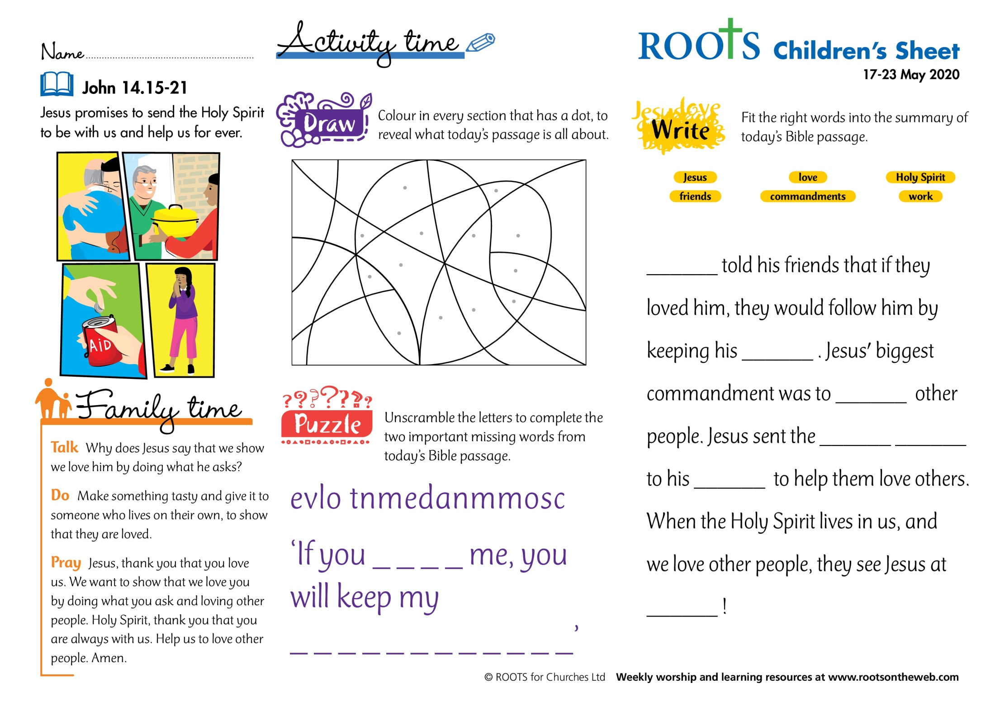 Name
John 14.15-21
Jesus promises to send the Holy Spirit
to be with us and help us for ever.
AiD
Family time
Talk Why does Jesus say that we show
we love him by doing what he asks?
Do Make something tasty and give it to
someone who lives on their own, to show
that they are loved.
Pray Jesus, thank you that you love
us. We want to show that we love you
by doing what you ask and loving other
people. Holy Spirit, thank you that you
are always with us. Help us to love other
people. Amen.
Activity time
Draw
Colour in every section that has a dot, to
reveal what today's passage is all about.
???????
Puzzle
Unscramble the letters to complete the
two important missing words from
today's Bible passage.
evlo tnmedanmmosc
‘If you _ _ _ _ me, you
will keep my
_ _ _ _ _ _ _ _ _ _ _ _ ’
ROOTS Children's Sheet
17-23 May 2020
Jesus love
Write
Fit the right words into the summary of
today's Bible passage.
Jesus love Holy Spirit
friends commandments work
______ told his friends that if they
loved him, they would follow him by
keeping his ______ . Jesus' biggest
commandment was to ______ other
people. Jesus sent the ______ ______
to his ______ to help them love others.
When the Holy Spirit lives in us, and
we love other people, they see Jesus at
______ !
© ROOTS for Churches Ltd Weekly worship and learning resources at www.rootsontheweb.com